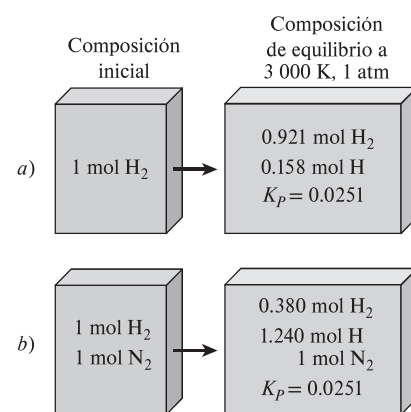 Composición
inicial
Composición
de equilibrio a
3 000 K, 1 atm
a)
1 mol H₂
0.921 mol H₂
0.158 mol H
K_P = 0.0251
b)
1 mol H₂
1 mol N₂
0.380 mol H₂
1.240 mol H
1 mol N₂
K_P = 0.0251